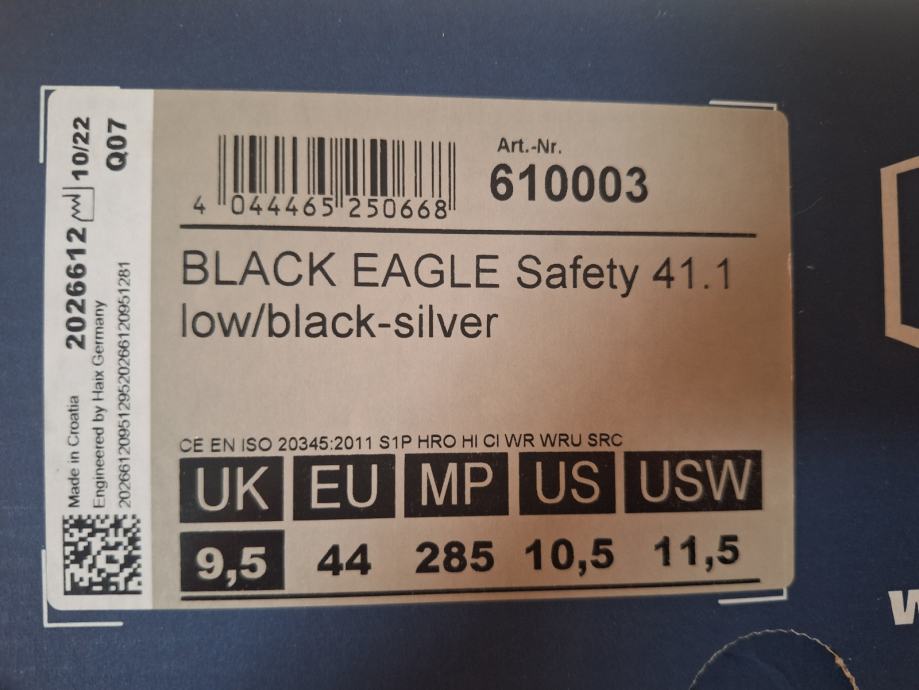 Made in Croatia 2026612 10/22
Engineered by Haix Germany Q07
2026612095129520266120951281
4 044465 250668
Art.-Nr.
610003
BLACK EAGLE Safety 41.1
low/black-silver
CE EN ISO 20345:2011 S1P HRO HI CI WR WRU SRC
UK EU MP US USW
9,5 44 285 10,5 11,5